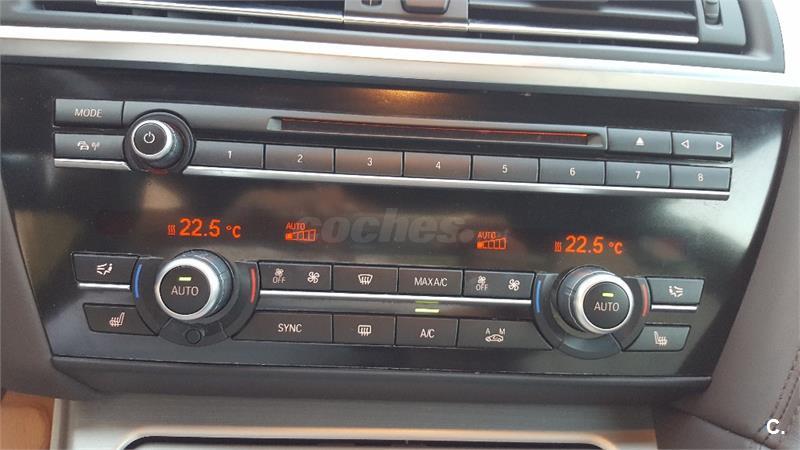 MODE
1 2 3 4 5 6 7 8
22.5 °C AUTO coches. AUTO 22.5 °C
OFF MAX A/C OFF
AUTO AUTO
A M
SYNC A/C
C.